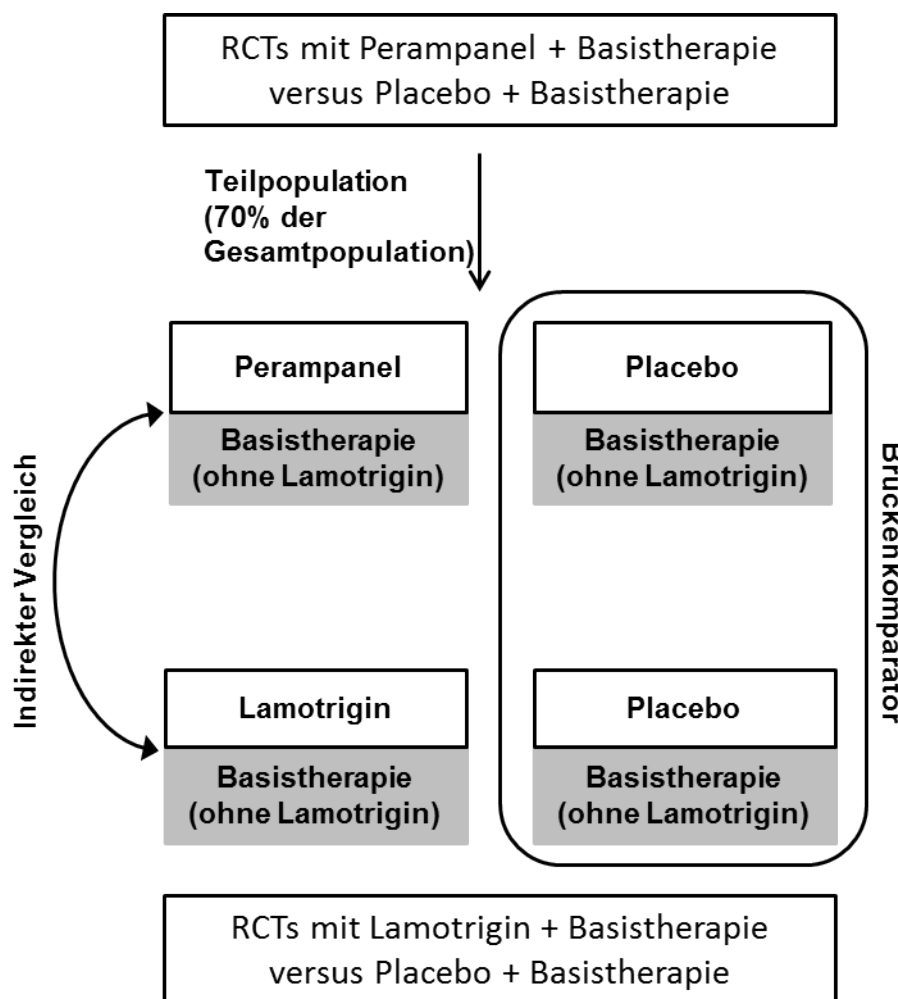 RCTs mit Perampanel + Basistherapie
versus Placebo + Basistherapie
Teilpopulation
(70% der
Gesamtpopulation)
Perampanel
Basistherapie
(ohne Lamotrigin)
Placebo
Basistherapie
(ohne Lamotrigin)
Indirekter Vergleich
Brückenkomparator
Lamotrigin
Basistherapie
(ohne Lamotrigin)
Placebo
Basistherapie
(ohne Lamotrigin)
RCTs mit Lamotrigin + Basistherapie
versus Placebo + Basistherapie